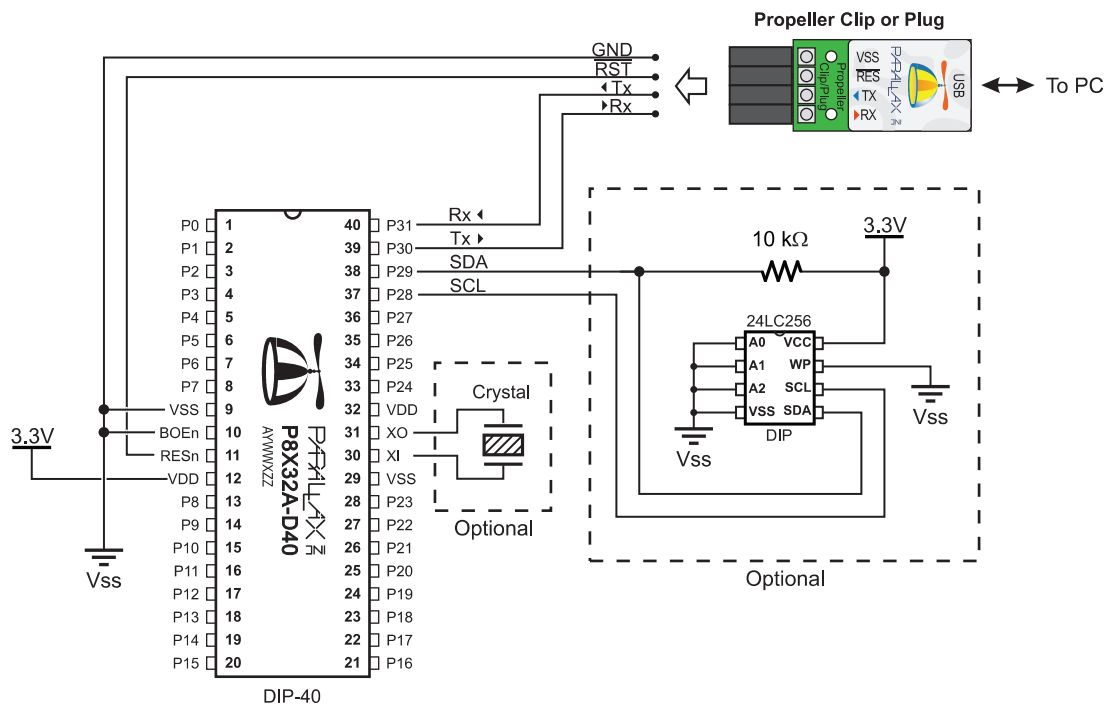 Propeller Clip or Plug
GND
RST
Tx
Rx
Propeller
Clip/Plug
VSS
RES
TX
RX
PARALLAX INC
USB
To PC
P0 1 40 P31 Rx
P1 2 39 P30 Tx
P2 3 38 P29 SDA
P3 4 37 P28 SCL
P4 5 36 P27
P5 6 35 P26
P6 7 34 P25
P7 8 33 P24
VSS 9 32 VDD
BOEn 10 31 XO
RESn 11 30 XI
VDD 12 29 VSS
P8 13 28 P23
P9 14 27 P22
P10 15 26 P21
P11 16 25 P20
P12 17 24 P19
P13 18 23 P18
P14 19 22 P17
P15 20 21 P16
3.3V
Vss
PARALLAX INC
P8X32A-D40
AYWWXZZ
DIP-40
Crystal
Optional
10 kΩ
3.3V
24LC256
A0 VCC
A1 WP
A2 SCL
VSS SDA
DIP
Vss
Vss
Optional